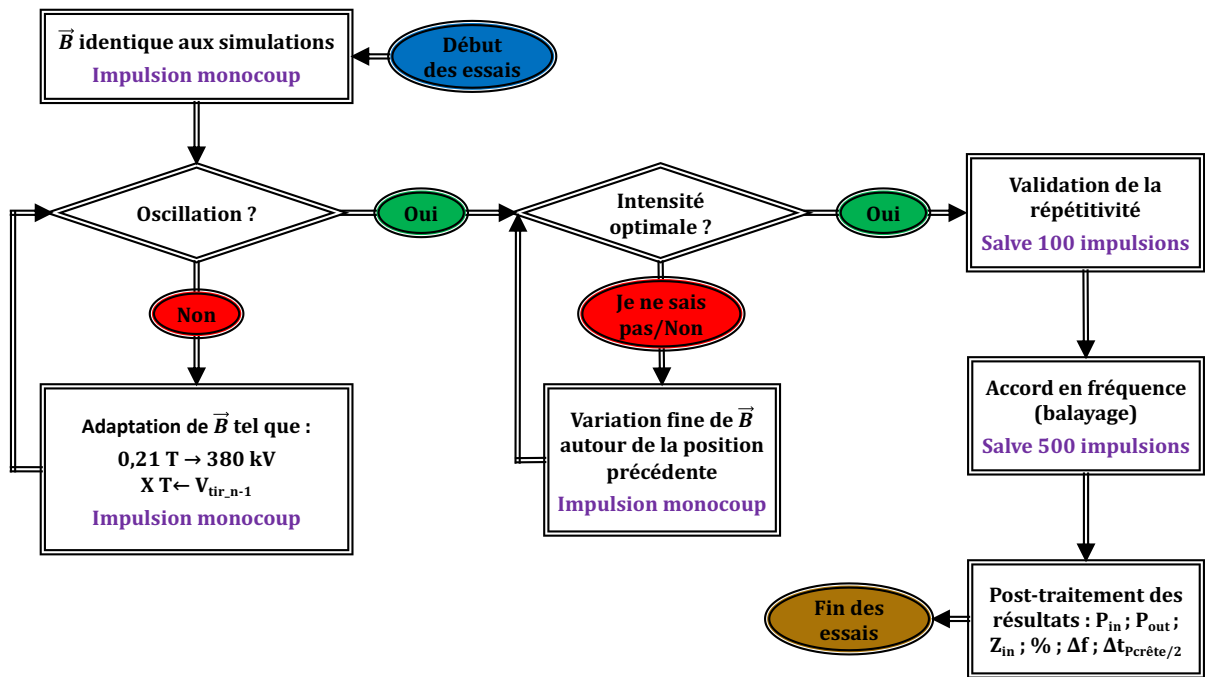 B identique aux simulations
Impulsion monocoup
Début
des essais
Oscillation ?
Oui
Intensité
optimale ?
Oui
Validation de la
répétitivité
Salve 100 impulsions
Non
Je ne sais
pas/Non
Adaptation de B tel que :
0,21 T → 380 kV
X T← Vtir_n-1
Impulsion monocoup
Variation fine de B
autour de la position
précédente
Impulsion monocoup
Accord en fréquence
(balayage)
Salve 500 impulsions
Post-traitement des
résultats : Pin ; Pout ;
Zin ; % ; Δf ; ΔtPcrête/2
Fin des
essais